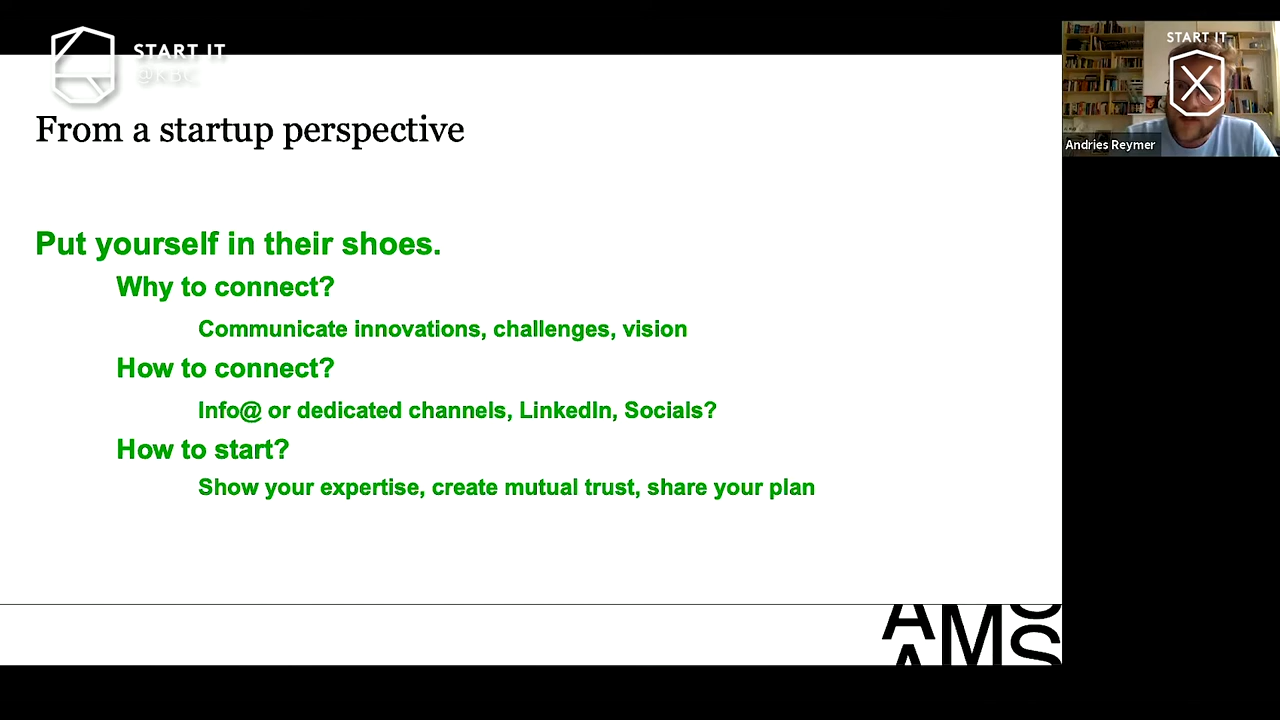 START IT
@KBC
START IT
X
Andries Reymer
From a startup perspective
Put yourself in their shoes.
Why to connect?
Communicate innovations, challenges, vision
How to connect?
Info@ or dedicated channels, LinkedIn, Socials?
How to start?
Show your expertise, create mutual trust, share your plan
AMS